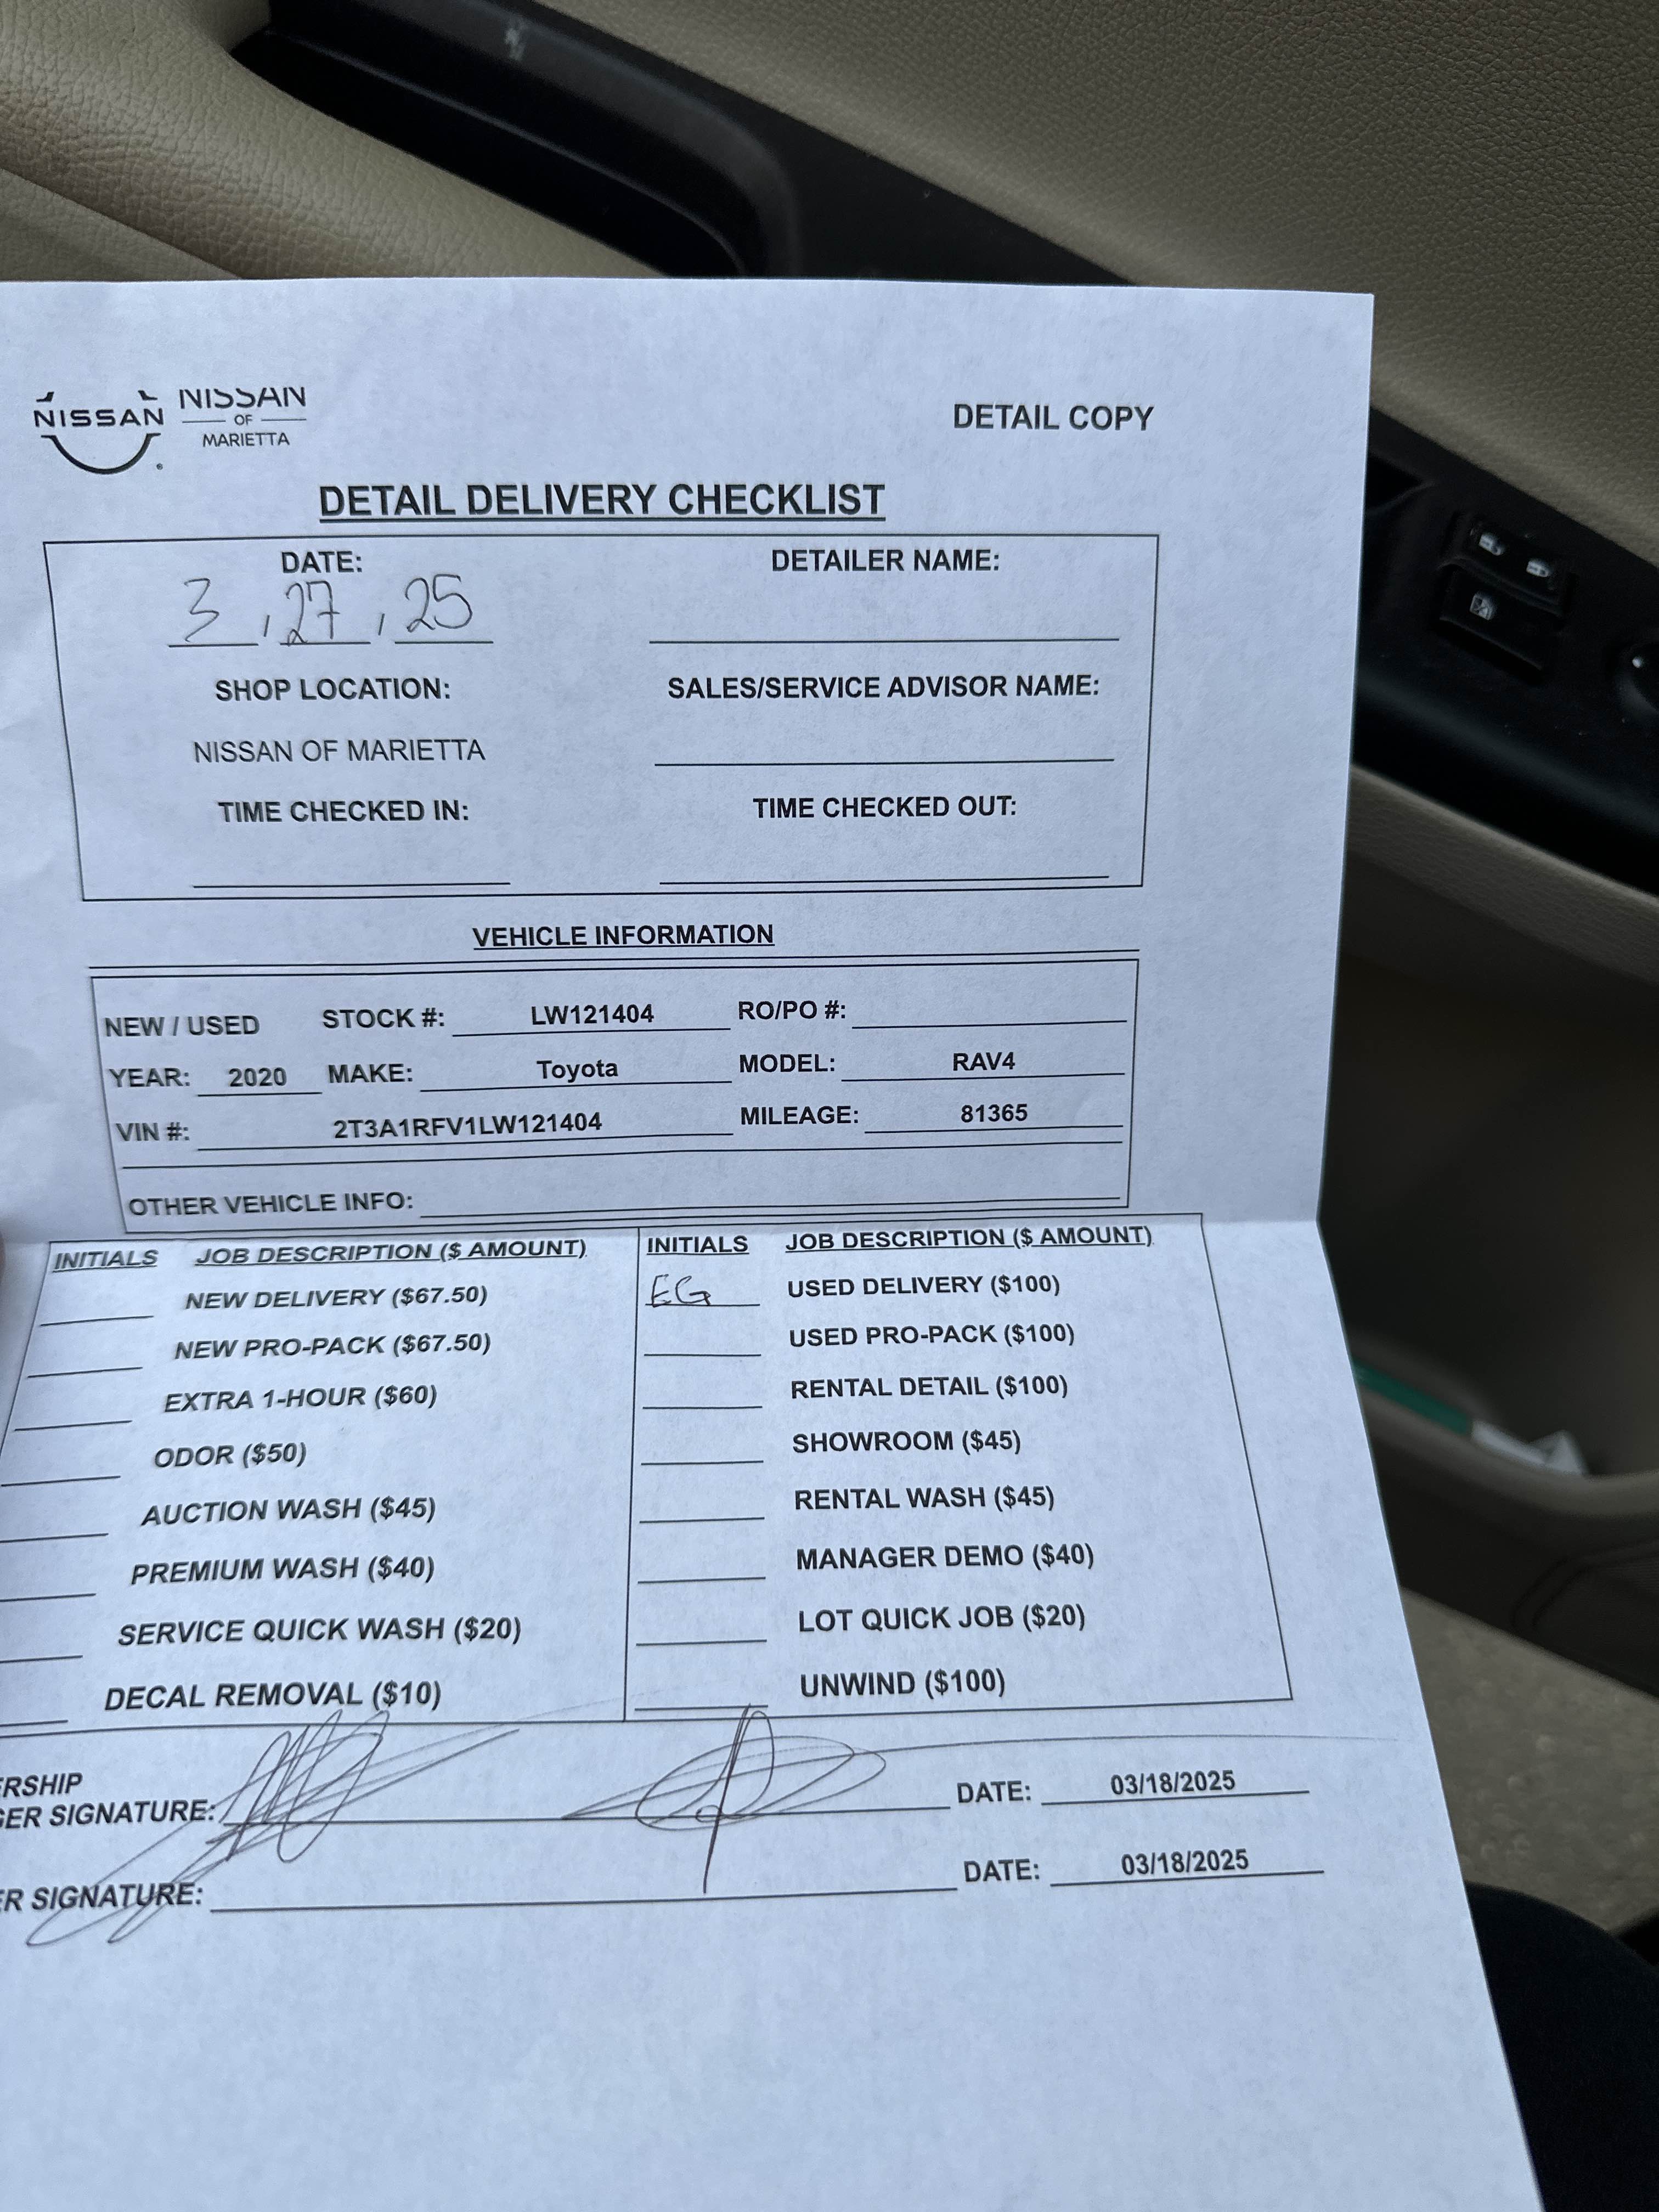 NISSAN NISSAN
OF
MARIETTA
DETAIL COPY
DETAIL DELIVERY CHECKLIST
DATE: DETAILER NAME:
3 / 27 / 25
SHOP LOCATION: SALES/SERVICE ADVISOR NAME:
NISSAN OF MARIETTA
TIME CHECKED IN: TIME CHECKED OUT:
VEHICLE INFORMATION
NEW / USED STOCK #: LW121404 RO/PO #:
YEAR: 2020 MAKE: Toyota MODEL: RAV4
VIN #: 2T3A1RFV1LW121404 MILEAGE: 81365
OTHER VEHICLE INFO:
INITIALS JOB DESCRIPTION ($ AMOUNT) INITIALS JOB DESCRIPTION ($ AMOUNT)
NEW DELIVERY ($67.50) EG USED DELIVERY ($100)
NEW PRO-PACK ($67.50) USED PRO-PACK ($100)
EXTRA 1-HOUR ($60) RENTAL DETAIL ($100)
ODOR ($50) SHOWROOM ($45)
AUCTION WASH ($45) RENTAL WASH ($45)
PREMIUM WASH ($40) MANAGER DEMO ($40)
SERVICE QUICK WASH ($20) LOT QUICK JOB ($20)
DECAL REMOVAL ($10) UNWIND ($100)
ERSHIP
GER SIGNATURE: DATE: 03/18/2025
ER SIGNATURE: DATE: 03/18/2025